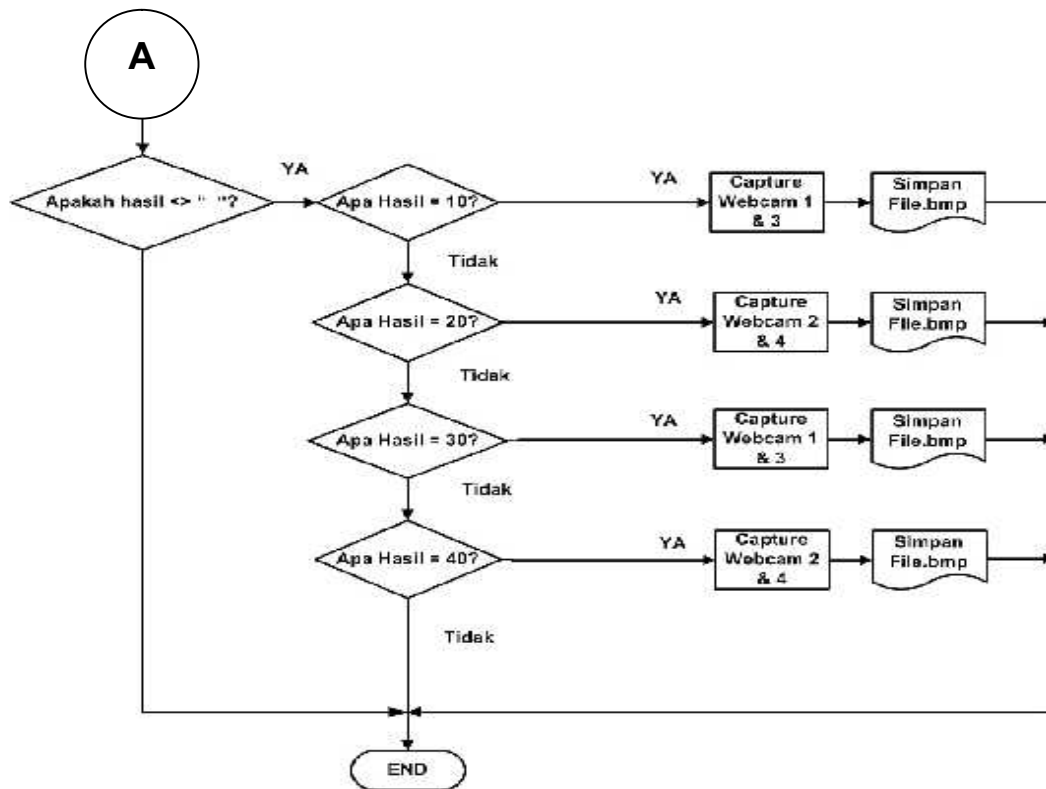 A
Apakah hasil <> " "?
YA
Apa Hasil = 10?
YA
Capture
Webcam 1
& 3
Simpan
File.bmp
Tidak
Apa Hasil = 20?
YA
Capture
Webcam 2
& 4
Simpan
File.bmp
Tidak
Apa Hasil = 30?
YA
Capture
Webcam 1
& 3
Simpan
File.bmp
Tidak
Apa Hasil = 40?
YA
Capture
Webcam 2
& 4
Simpan
File.bmp
Tidak
END